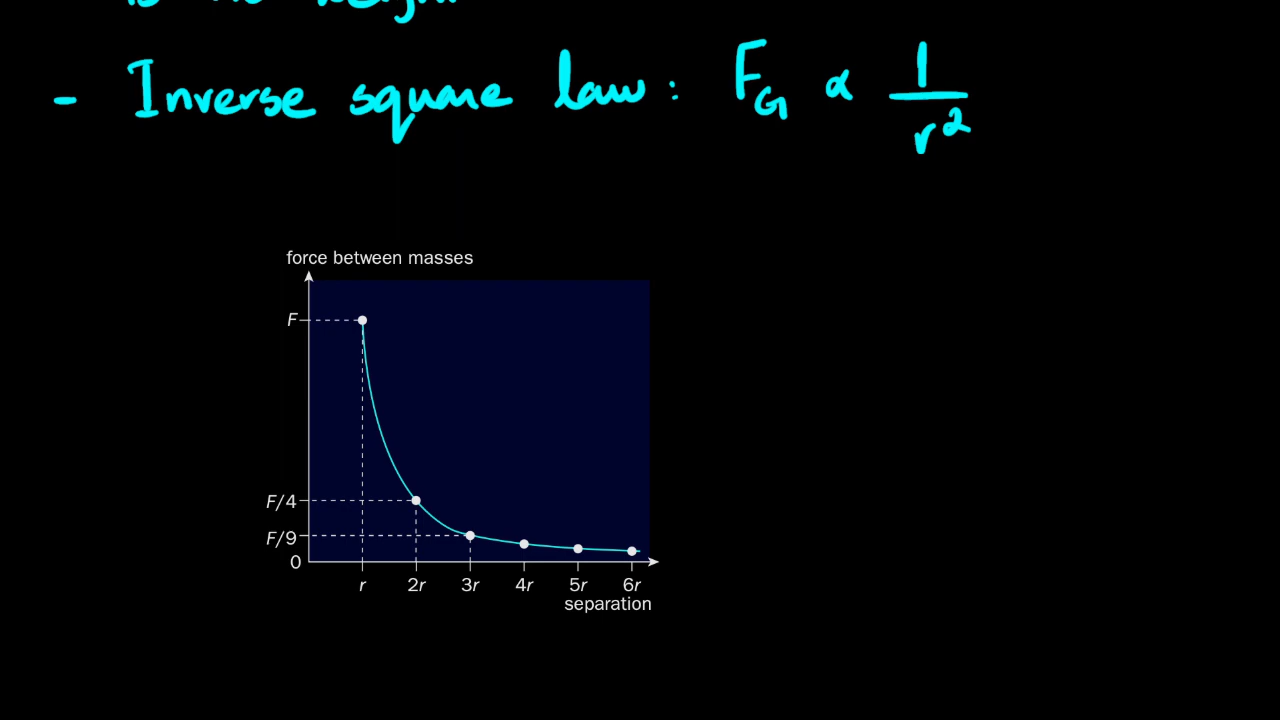 - Inverse square law: F_G ∝ 1/r²
force between masses
F
F/4
F/9
0
r 2r 3r 4r 5r 6r
separation